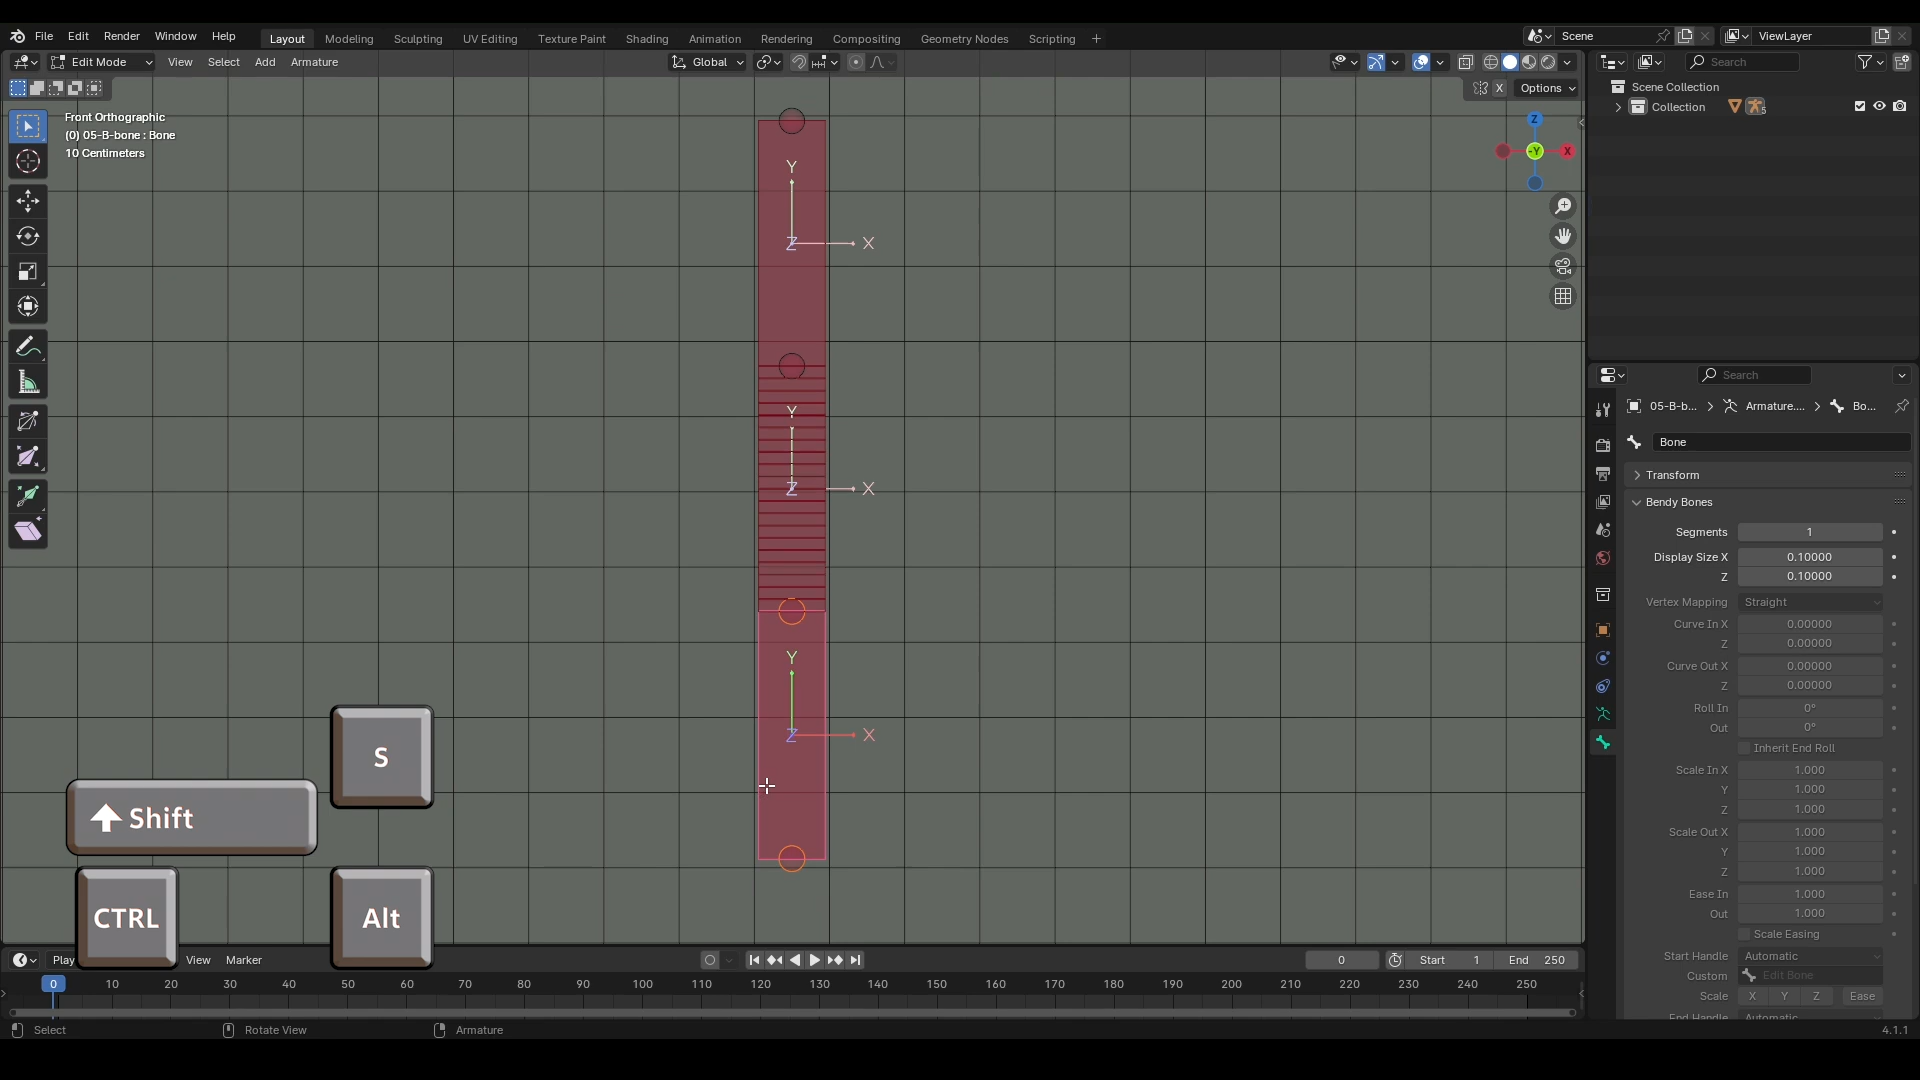 File Edit Render Window Help Layout Modeling Sculpting UV Editing Texture Paint Shading Animation Rendering Compositing Geometry Nodes Scripting + Scene ViewLayer
Edit Mode View Select Add Armature Global Search
X Options
Front Orthographic
(0) 05-B-bone : Bone
10 Centimeters
Scene Collection
Collection 5
Z
-Y X
Y
Z X
Y
Z X
Y
Z X
Search
05-B-b... Armature.... Bo...
Bone
Transform
Bendy Bones
Segments 1
Display Size X 0.10000
Z 0.10000
Vertex Mapping Straight
Curve In X 0.00000
Z 0.00000
Curve Out X 0.00000
Z 0.00000
Roll In 0°
Out 0°
Inherit End Roll
Scale In X 1.000
Y 1.000
Z 1.000
Scale Out X 1.000
Y 1.000
Z 1.000
Ease In 1.000
Out 1.000
Scale Easing
Start Handle Automatic
Custom Edit Bone
Scale X Y Z Ease
End Handle Automatic
S
Shift
CTRL Alt
Play View Marker 0 Start 1 End 250
0 10 20 30 40 50 60 70 80 90 100 110 120 130 140 150 160 170 180 190 200 210 220 230 240 250
Select Rotate View Armature 4.1.1